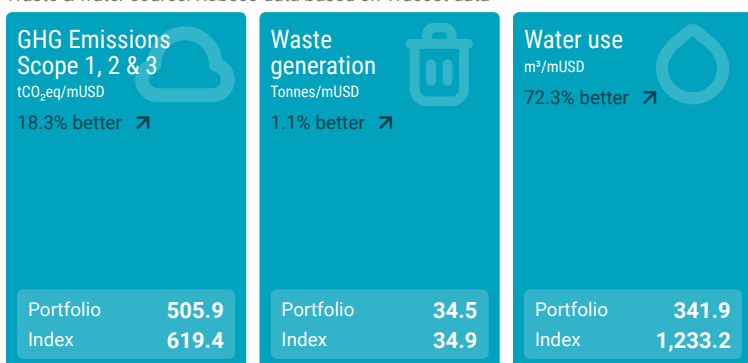 GHG Emissions
Scope 1, 2 & 3
tCO₂eq/mUSD
18.3% better
Portfolio 505.9
Index 619.4
Waste
generation
Tonnes/mUSD
1.1% better
Portfolio 34.5
Index 34.9
Water use
m³/mUSD
72.3% better
Portfolio 341.9
Index 1,233.2